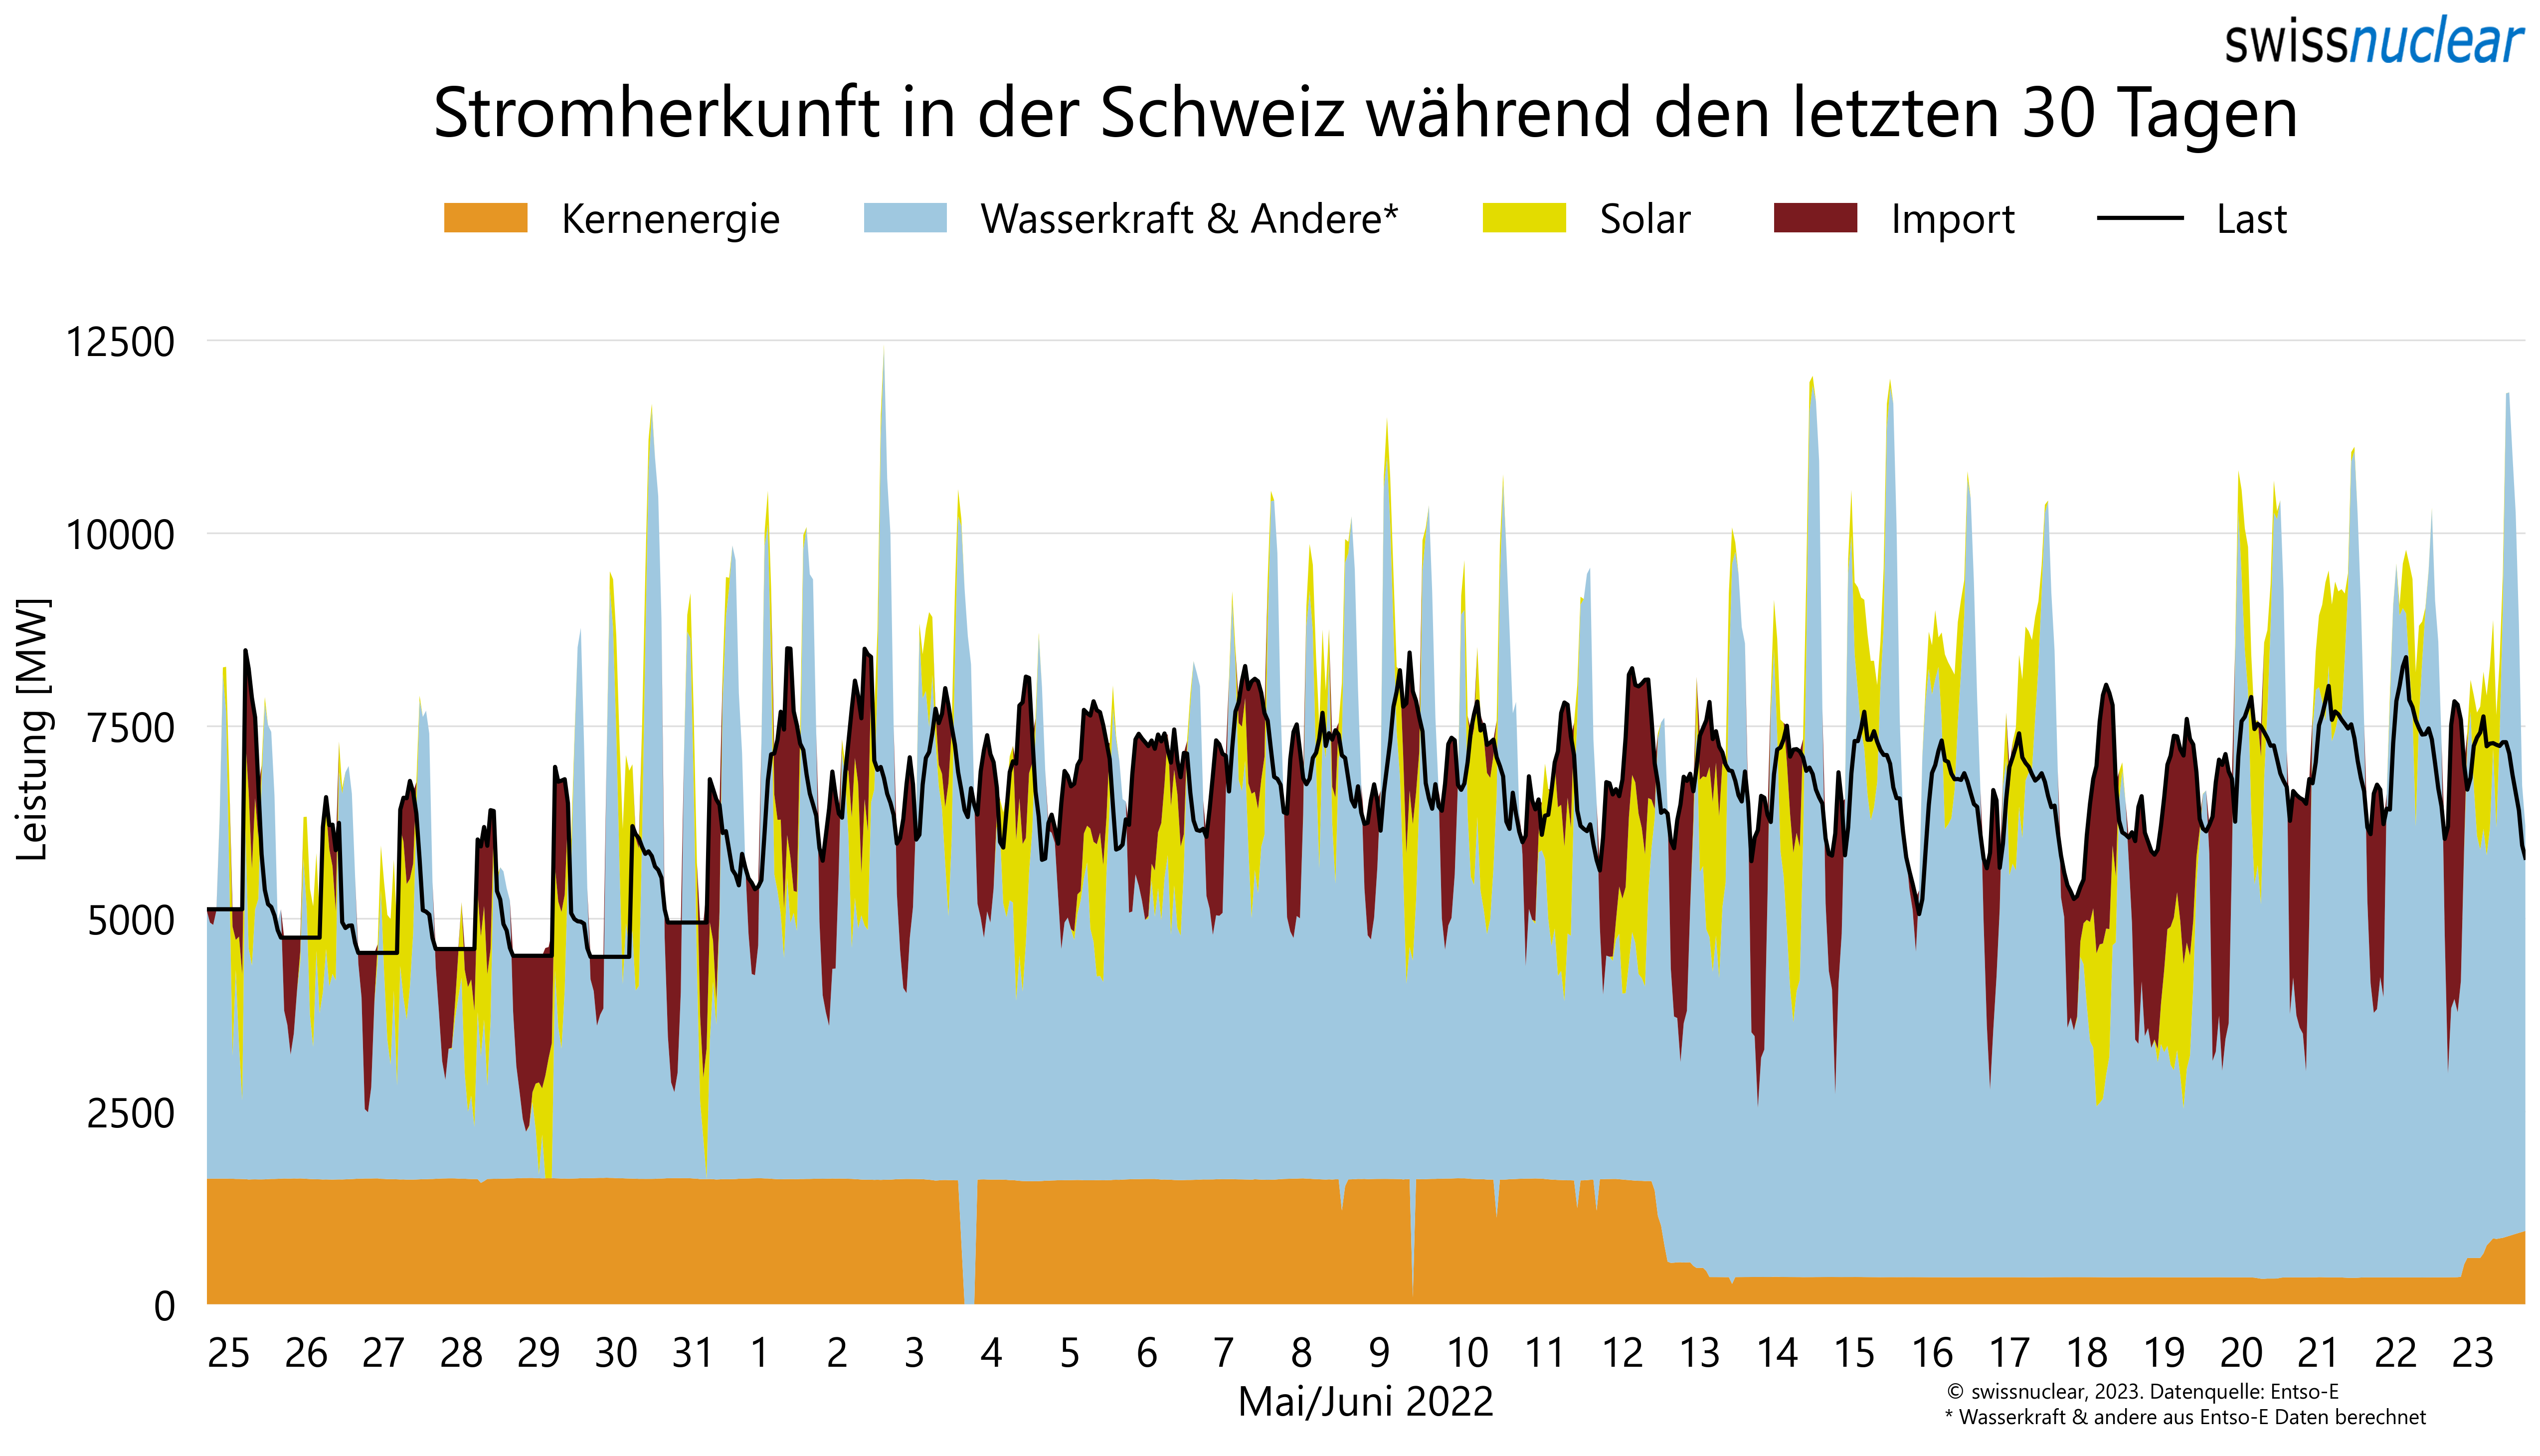 swissnuclear
Stromherkunft in der Schweiz während den letzten 30 Tagen
Kernenergie Wasserkraft & Andere* Solar Import Last
12500
10000
7500
5000
2500
0
Leistung [MW]
25 26 27 28 29 30 31 1 2 3 4 5 6 7 8 9 10 11 12 13 14 15 16 17 18 19 20 21 22 23
Mai/Juni 2022
© swissnuclear, 2023. Datenquelle: Entso-E
* Wasserkraft & andere aus Entso-E Daten berechnet